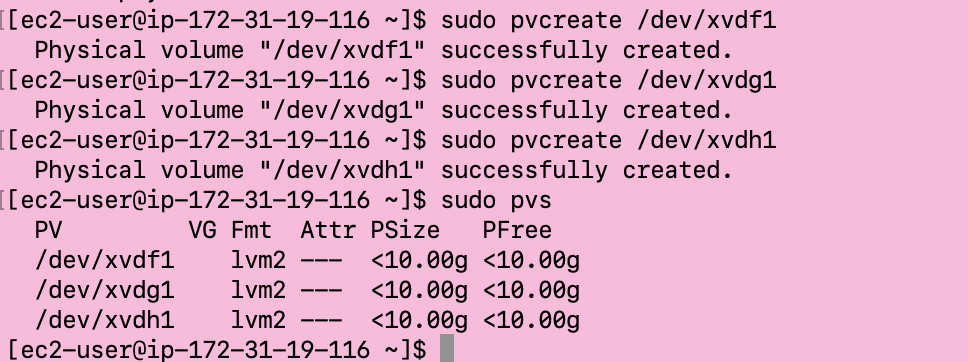 [ec2-user@ip-172-31-19-116 ~]$ sudo pvcreate /dev/xvdf1
  Physical volume "/dev/xvdf1" successfully created.
[ec2-user@ip-172-31-19-116 ~]$ sudo pvcreate /dev/xvdg1
  Physical volume "/dev/xvdg1" successfully created.
[ec2-user@ip-172-31-19-116 ~]$ sudo pvcreate /dev/xvdh1
  Physical volume "/dev/xvdh1" successfully created.
[ec2-user@ip-172-31-19-116 ~]$ sudo pvs
  PV         VG Fmt  Attr PSize   PFree
  /dev/xvdf1    lvm2 ---  <10.00g <10.00g
  /dev/xvdg1    lvm2 ---  <10.00g <10.00g
  /dev/xvdh1    lvm2 ---  <10.00g <10.00g
[ec2-user@ip-172-31-19-116 ~]$